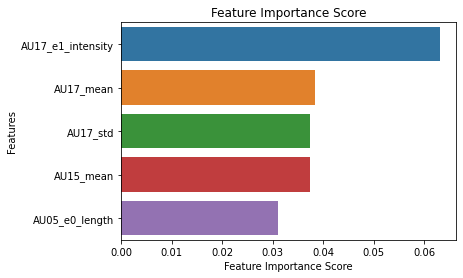 Feature Importance Score
Features
AU17_e1_intensity
AU17_mean
AU17_std
AU15_mean
AU05_e0_length
0.00 0.01 0.02 0.03 0.04 0.05 0.06
Feature Importance Score